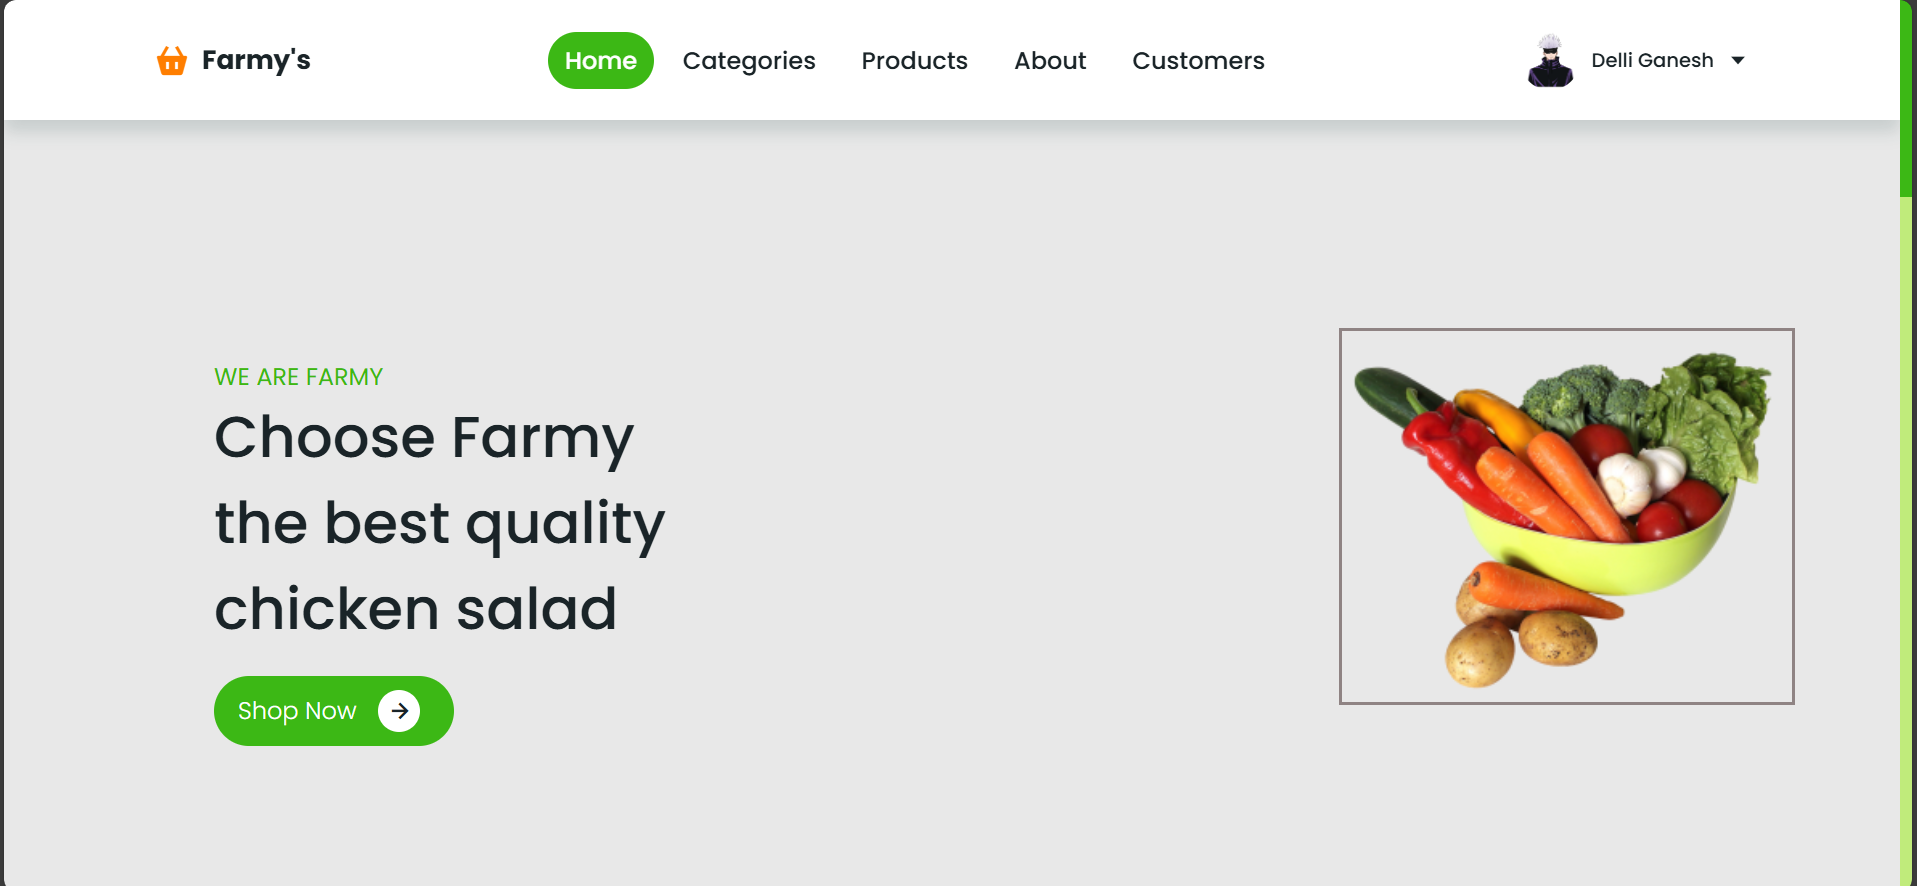 Farmy's
Home Categories Products About Customers
Delli Ganesh
WE ARE FARMY
Choose Farmy
the best quality
chicken salad
Shop Now